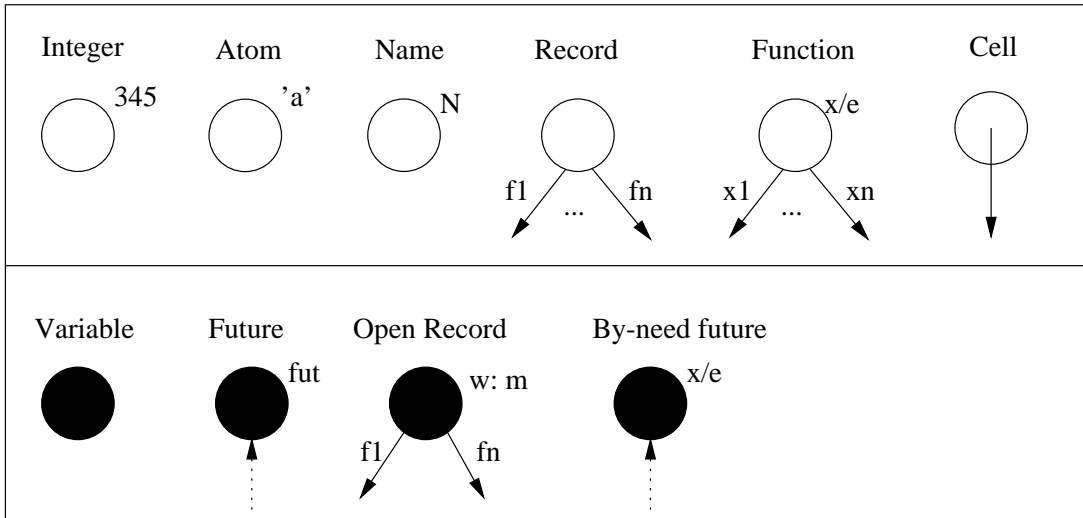 Integer Atom Name Record Function Cell
345 'a' N x/e
f1 fn x1 xn
... ...
Variable Future Open Record By-need future
fut w: m x/e
f1 fn